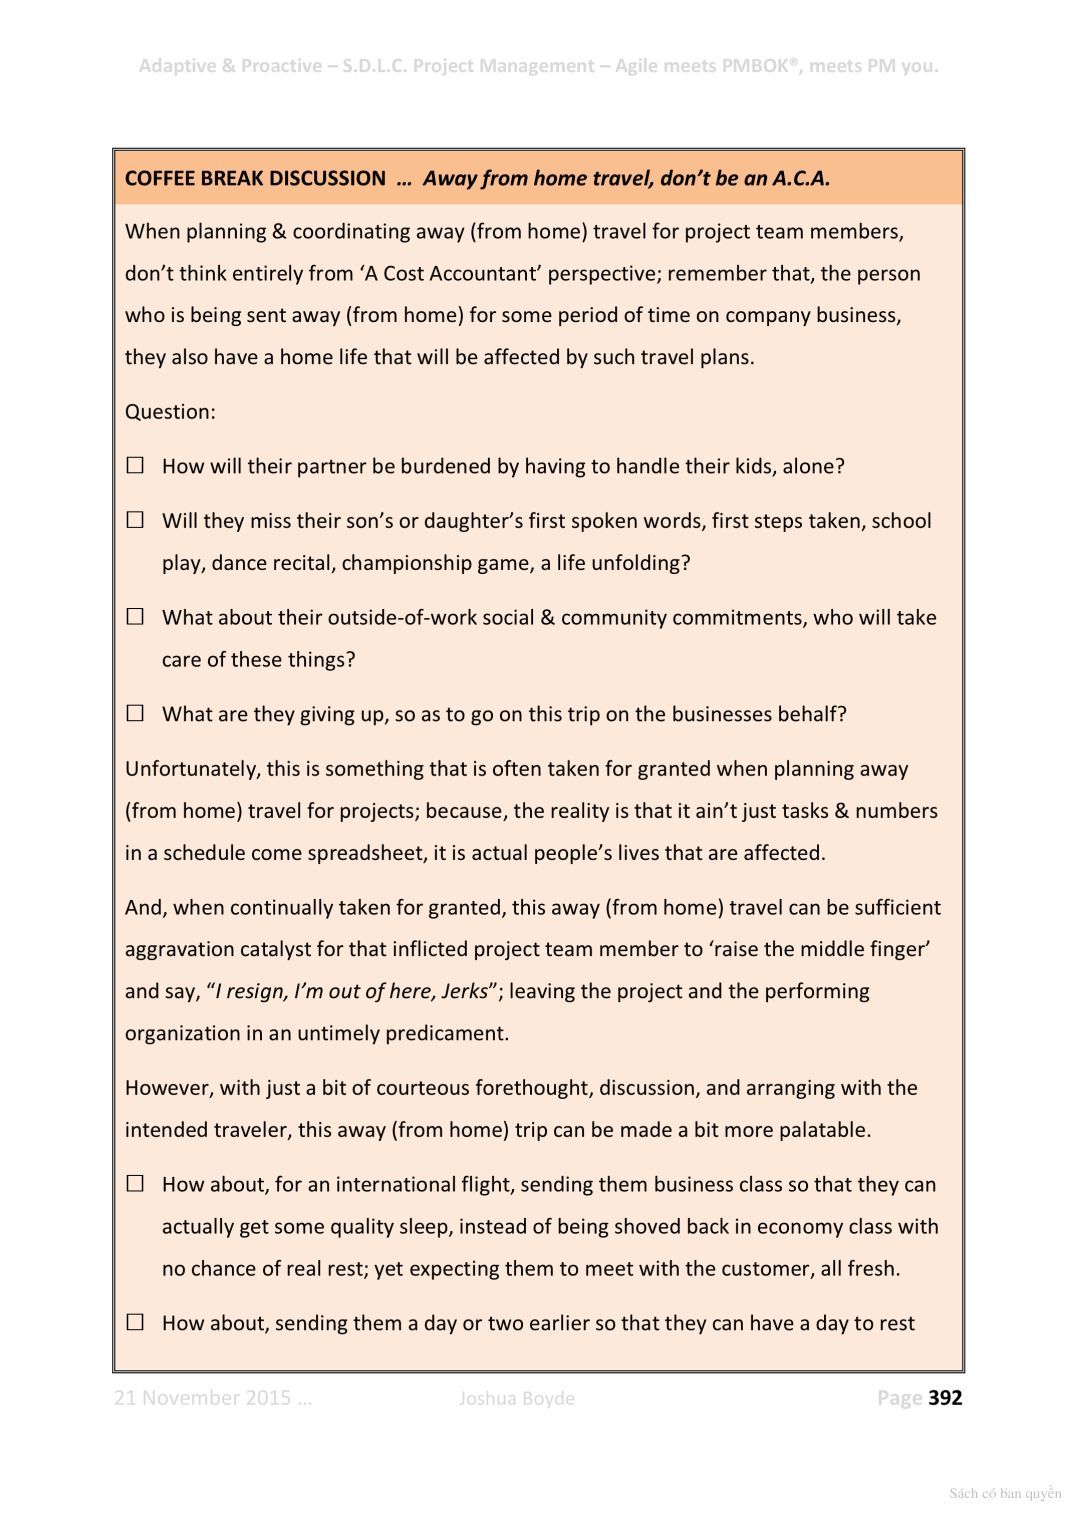 Adaptive & Proactive – S.D.L.C. Project Management – Agile meets PMBOK®, meets PM you.
COFFEE BREAK DISCUSSION … Away from home travel, don’t be an A.C.A.
When planning & coordinating away (from home) travel for project team members,
don’t think entirely from ‘A Cost Accountant’ perspective; remember that, the person
who is being sent away (from home) for some period of time on company business,
they also have a home life that will be affected by such travel plans.
Question:
☐ How will their partner be burdened by having to handle their kids, alone?
☐ Will they miss their son’s or daughter’s first spoken words, first steps taken, school
play, dance recital, championship game, a life unfolding?
☐ What about their outside-of-work social & community commitments, who will take
care of these things?
☐ What are they giving up, so as to go on this trip on the businesses behalf?
Unfortunately, this is something that is often taken for granted when planning away
(from home) travel for projects; because, the reality is that it ain’t just tasks & numbers
in a schedule come spreadsheet, it is actual people’s lives that are affected.
And, when continually taken for granted, this away (from home) travel can be sufficient
aggravation catalyst for that inflicted project team member to ‘raise the middle finger’
and say, “I resign, I’m out of here, Jerks”; leaving the project and the performing
organization in an untimely predicament.
However, with just a bit of courteous forethought, discussion, and arranging with the
intended traveler, this away (from home) trip can be made a bit more palatable.
☐ How about, for an international flight, sending them business class so that they can
actually get some quality sleep, instead of being shoved back in economy class with
no chance of real rest; yet expecting them to meet with the customer, all fresh.
☐ How about, sending them a day or two earlier so that they can have a day to rest
21 November 2015 … Joshua Boyde Page 392
Sách có bản quyền